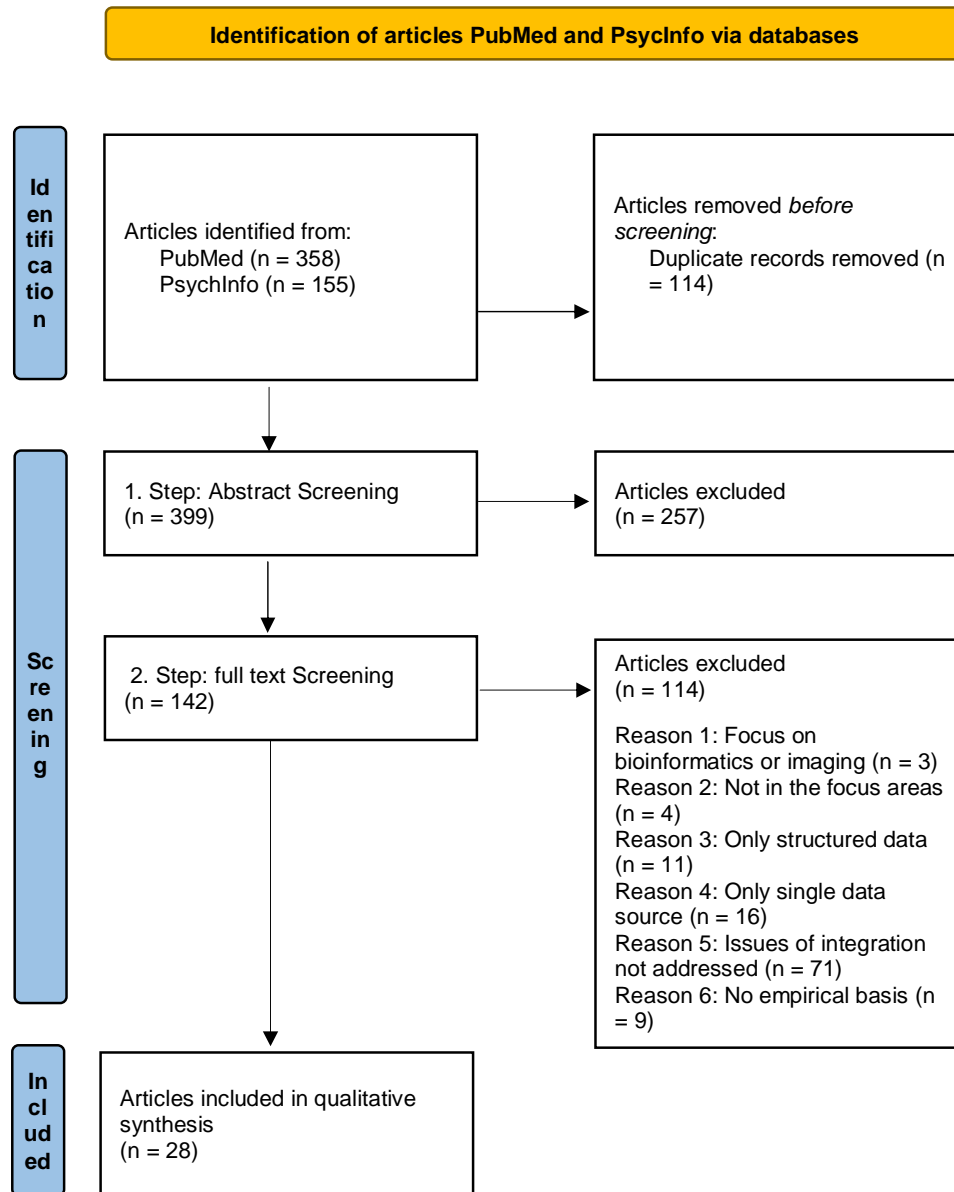 Identification of articles PubMed and PsycInfo via databases
Id
en
tifi
ca
tio
n
Articles identified from:
PubMed (n = 358)
PsychInfo (n = 155)
Articles removed before
screening:
Duplicate records removed (n
= 114)
Sc
re
en
in
g
1. Step: Abstract Screening
(n = 399)
Articles excluded
(n = 257)
2. Step: full text Screening
(n = 142)
Articles excluded
(n = 114)
Reason 1: Focus on
bioinformatics or imaging (n = 3)
Reason 2: Not in the focus areas
(n = 4)
Reason 3: Only structured data
(n = 11)
Reason 4: Only single data
source (n = 16)
Reason 5: Issues of integration
not addressed (n = 71)
Reason 6: No empirical basis (n
= 9)
In
cl
ud
ed
Articles included in qualitative
synthesis
(n = 28)